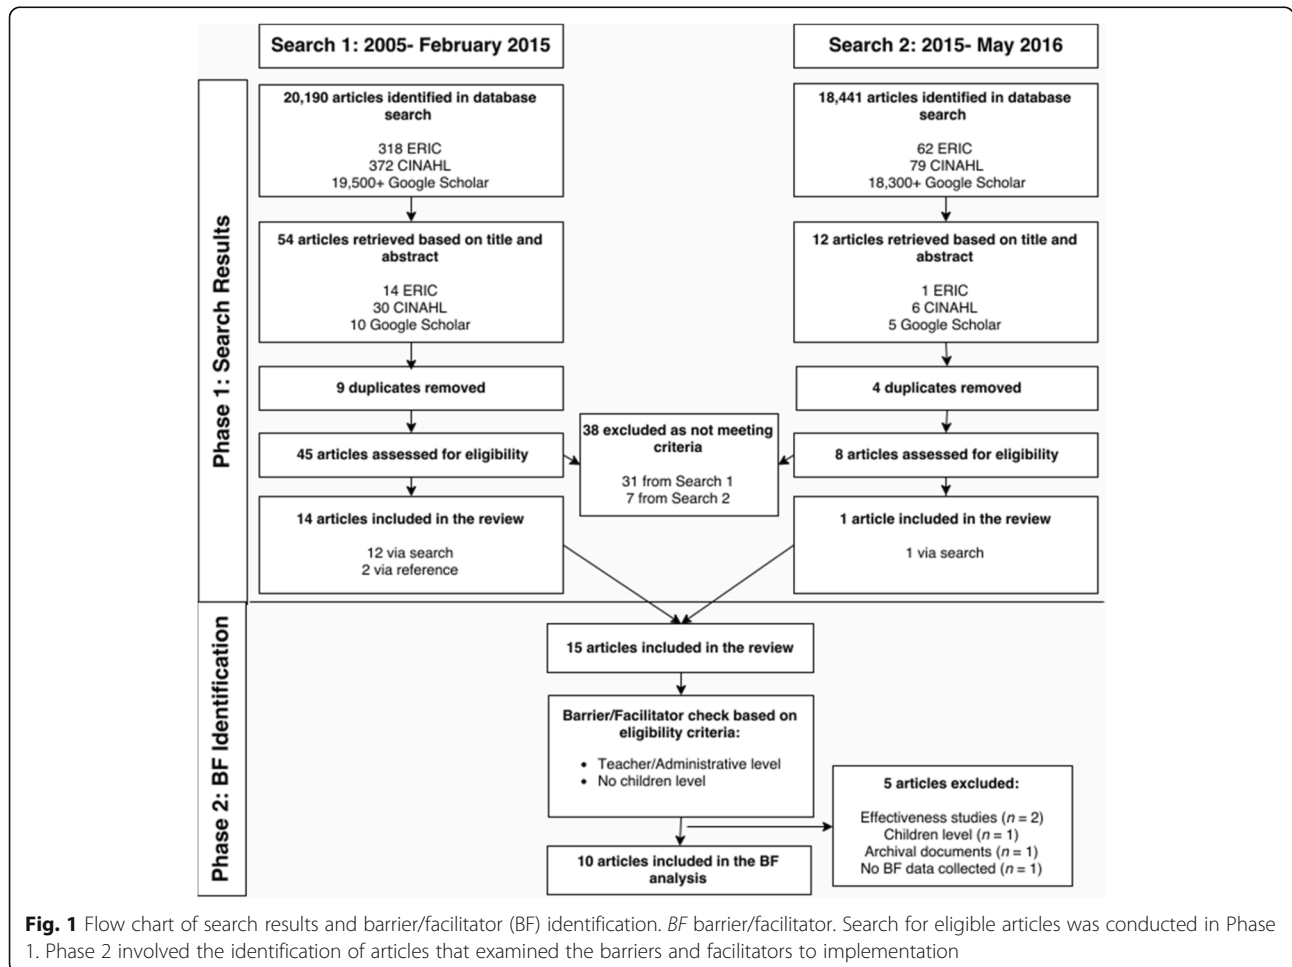 Search 1: 2005- February 2015
Search 2: 2015- May 2016
Phase 1: Search Results
20,190 articles identified in database
search
318 ERIC
372 CINAHL
19,500+ Google Scholar
18,441 articles identified in database
search
62 ERIC
79 CINAHL
18,300+ Google Scholar
54 articles retrieved based on title and
abstract
14 ERIC
30 CINAHL
10 Google Scholar
12 articles retrieved based on title and
abstract
1 ERIC
6 CINAHL
5 Google Scholar
9 duplicates removed
4 duplicates removed
45 articles assessed for eligibility
38 excluded as not meeting
criteria
31 from Search 1
7 from Search 2
8 articles assessed for eligibility
14 articles included in the review
12 via search
2 via reference
1 article included in the review
1 via search
Phase 2: BF Identification
15 articles included in the review
Barrier/Facilitator check based on
eligibility criteria:
• Teacher/Administrative level
• No children level
5 articles excluded:
Effectiveness studies (n = 2)
Children level (n = 1)
Archival documents (n = 1)
No BF data collected (n = 1)
10 articles included in the BF
analysis
Fig. 1 Flow chart of search results and barrier/facilitator (BF) identification. BF barrier/facilitator. Search for eligible articles was conducted in Phase
1. Phase 2 involved the identification of articles that examined the barriers and facilitators to implementation